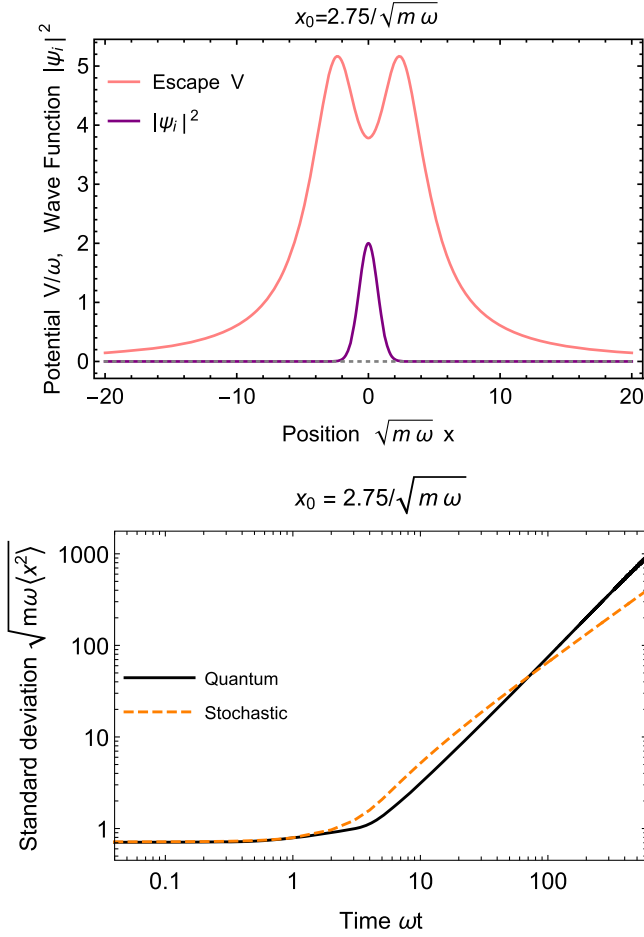 x₀=2.75/√(m ω)
Potential V/ω, Wave Function |ψᵢ|²
5
4
3
2
1
0
Escape V
|ψᵢ|²
−20 −10 0 10 20
Position √(m ω) x
x₀ = 2.75/√(m ω)
Standard deviation √(mω⟨x²⟩)
1000
100
10
1
Quantum
Stochastic
0.1 1 10 100
Time ωt